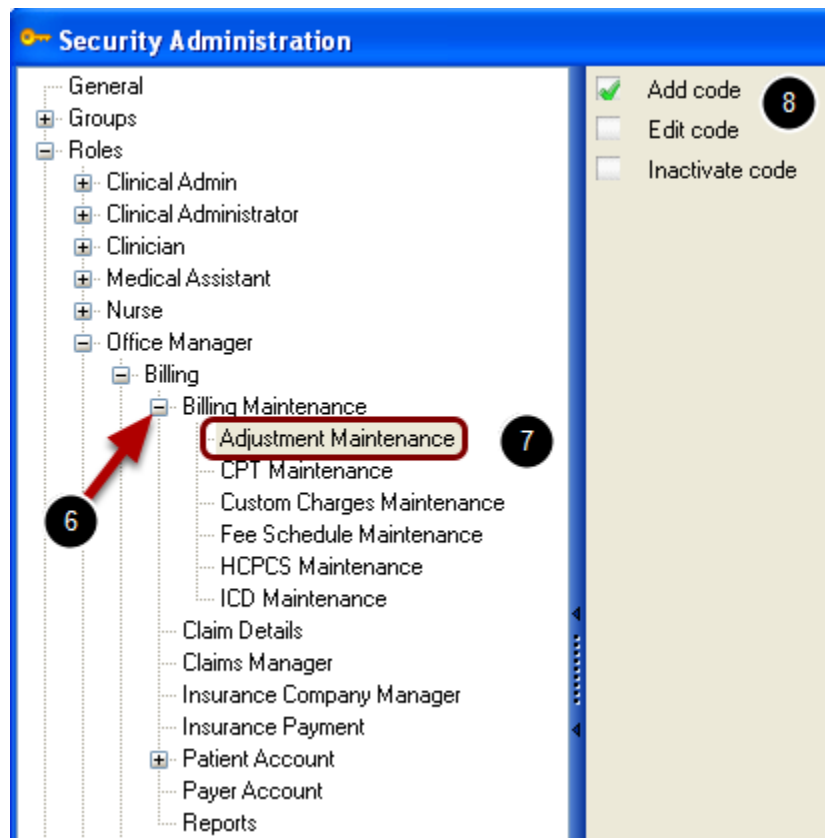 Security Administration
General
Groups
Roles
Clinical Admin
Clinical Administrator
Clinician
Medical Assistant
Nurse
Office Manager
Billing
Billing Maintenance
Adjustment Maintenance
CPT Maintenance
Custom Charges Maintenance
Fee Schedule Maintenance
HCPCS Maintenance
ICD Maintenance
Claim Details
Claims Manager
Insurance Company Manager
Insurance Payment
Patient Account
Payer Account
Reports
6
7
Add code
8
Edit code
Inactivate code